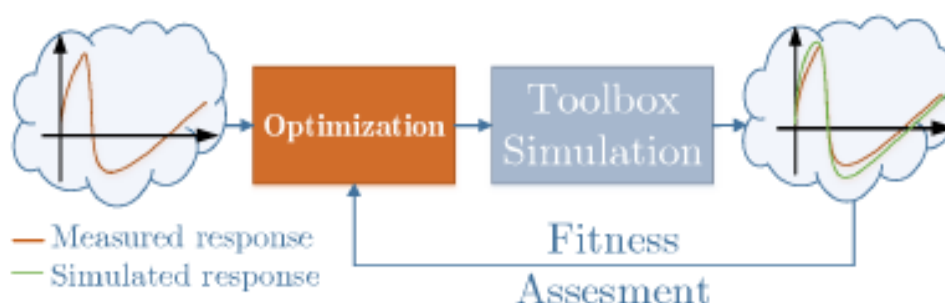 Optimization
Toolbox
Simulation
Measured response
Simulated response
Fitness
Assesment